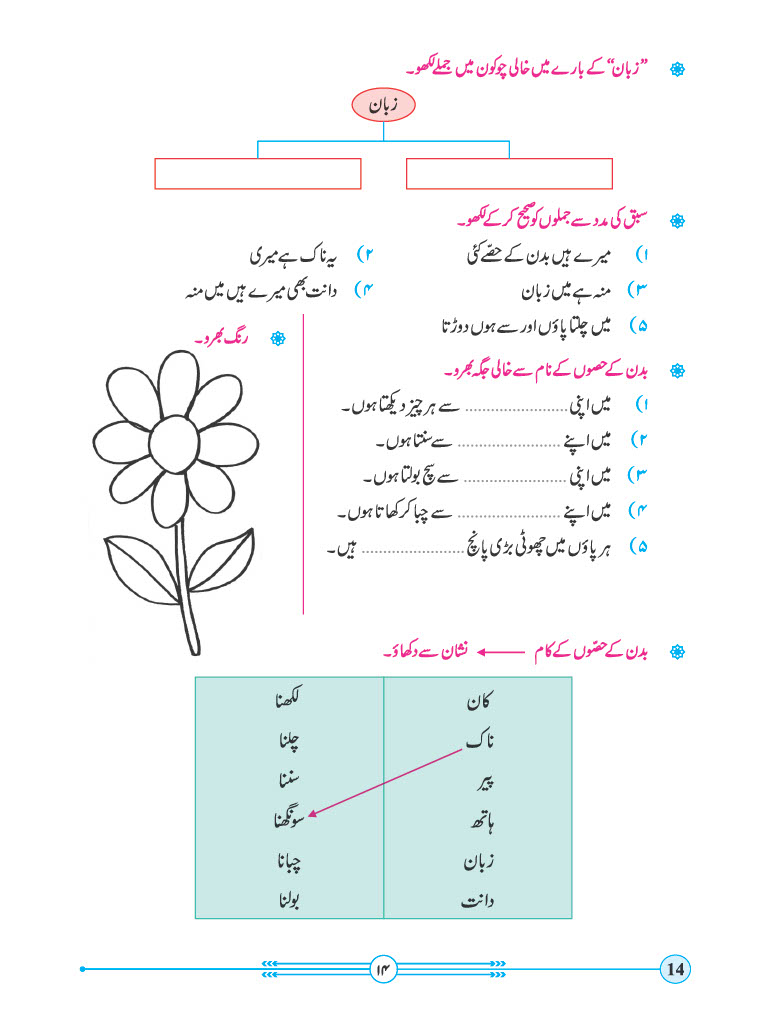 ”زبان“ کے بارے میں خالی چوکون میں جملے لکھو۔
زبان
سبق کی مدد سے جملوں کو صحیح کرکے لکھو۔
۱) میرے ہیں بدن کے حصّے کئی
۲) یہ ناک ہے میری
۳) منہ ہے میں زبان
۴) دانت بھی میرے ہیں میں منہ
۵) میں چلتا پاؤں اور سے ہوں دوڑتا
رنگ بھرو۔
بدن کے حصوں کے نام سے خالی جگہ بھرو۔
۱) میں اپنی ........................ سے ہر چیز دیکھتا ہوں۔
۲) میں اپنے ........................ سے سنتا ہوں۔
۳) میں اپنی ........................ سے سچ بولتا ہوں۔
۴) میں اپنے ........................ سے چبا کر کھاتا ہوں۔
۵) ہر پاؤں میں چھوٹی بڑی پانچ ........................ ہیں۔
بدن کے حصّوں کے کام ← نشان سے دکھاؤ۔
کان لکھنا
ناک چلنا
پیر سننا
ہاتھ سونگھنا
زبان چبانا
دانت بولنا
۱۴
14